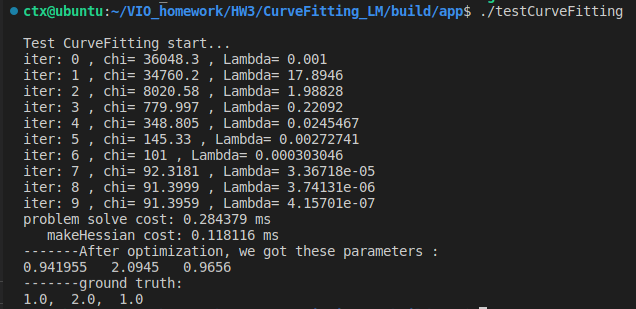 ctx@ubuntu:~/VIO_homework/HW3/CurveFitting_LM/build/app$ ./testCurveFitting
Test CurveFitting start...
iter: 0 , chi= 36048.3 , Lambda= 0.001
iter: 1 , chi= 34760.2 , Lambda= 17.8946
iter: 2 , chi= 8020.58 , Lambda= 1.98828
iter: 3 , chi= 779.997 , Lambda= 0.22092
iter: 4 , chi= 348.805 , Lambda= 0.0245467
iter: 5 , chi= 145.33 , Lambda= 0.00272741
iter: 6 , chi= 101 , Lambda= 0.000303046
iter: 7 , chi= 92.3181 , Lambda= 3.36718e-05
iter: 8 , chi= 91.3999 , Lambda= 3.74131e-06
iter: 9 , chi= 91.3959 , Lambda= 4.15701e-07
problem solve cost: 0.284379 ms
   makeHessian cost: 0.118116 ms
-------After optimization, we got these parameters :
0.941955   2.0945   0.9656
-------ground truth:
1.0,  2.0,  1.0